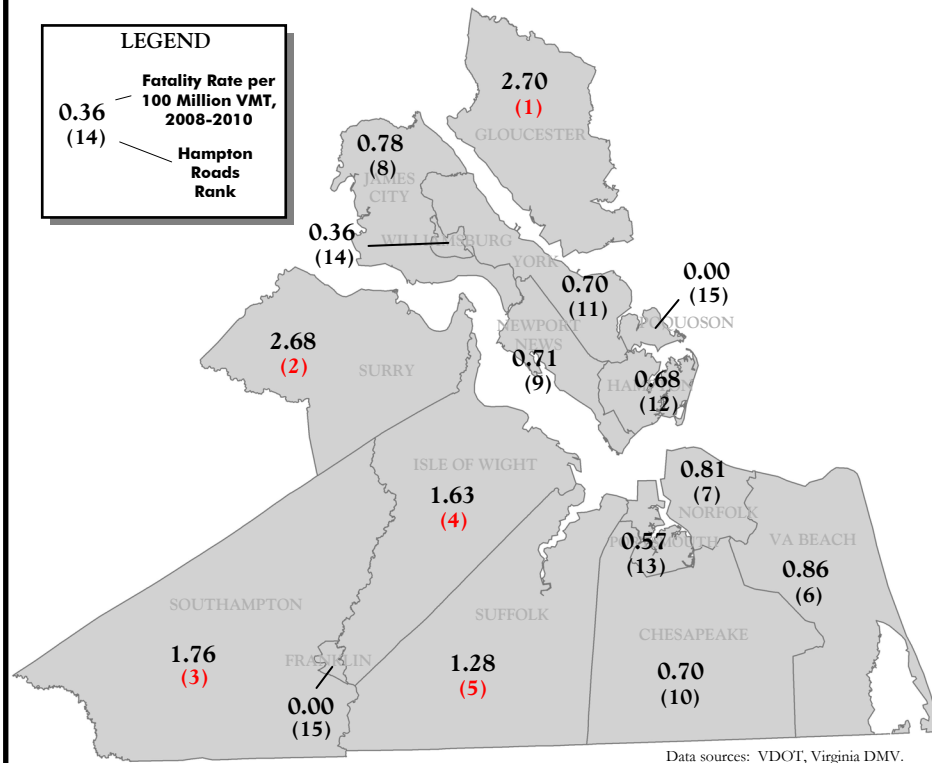 LEGEND
0.36
(14)
Fatality Rate per
100 Million VMT,
2008-2010
Hampton
Roads
Rank
2.70
(1)
GLOUCESTER
0.78
(8)
JAMES
CITY
0.36
(14)
WILLIAMSBURG
YORK
0.70
(11)
0.00
(15)
POQUOSON
NEWPORT
NEWS
0.71
(9)
2.68
(2)
SURRY
HAMPTON
0.68
(12)
ISLE OF WIGHT
1.63
(4)
0.81
(7)
NORFOLK
PORTSMOUTH
0.57
(13)
VA BEACH
0.86
(6)
SOUTHAMPTON
1.76
(3)
FRANKLIN
0.00
(15)
SUFFOLK
1.28
(5)
CHESAPEAKE
0.70
(10)
Data sources: VDOT, Virginia DMV.